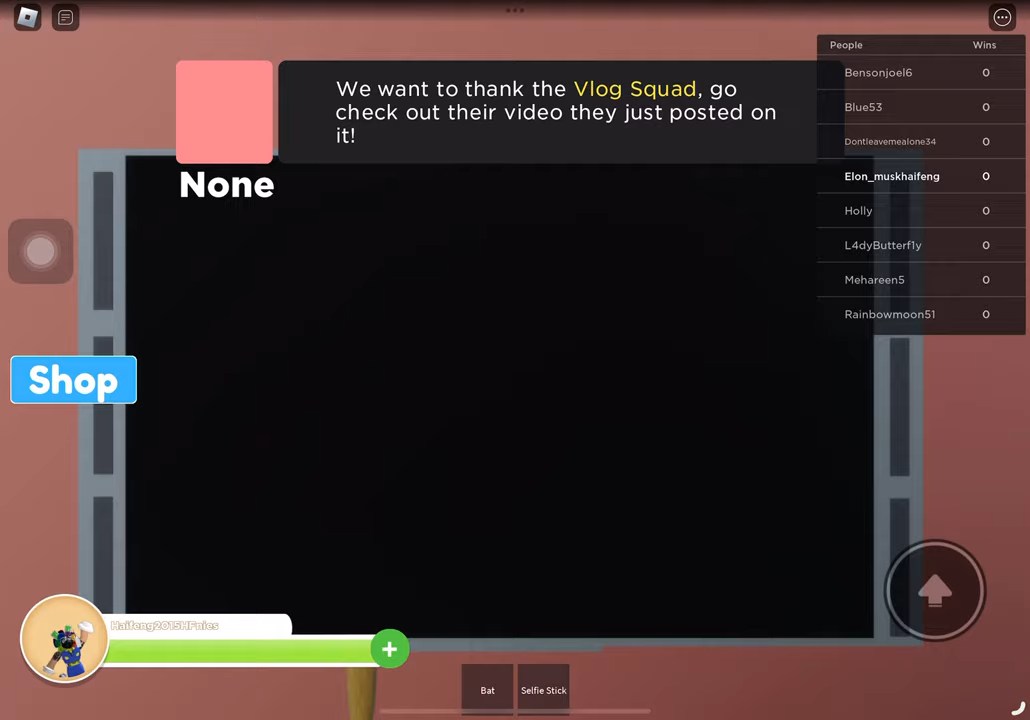 People Wins
Bensonjoel6 0
Blue53 0
Dontleavemealone34 0
Elon_muskhaifeng 0
Holly 0
L4dyButterf1y 0
Mehareen5 0
Rainbowmoon51 0
We want to thank the Vlog Squad, go
check out their video they just posted on
it!
None
Shop
Haifeng2015HFnies
+
Bat
Selfie Stick